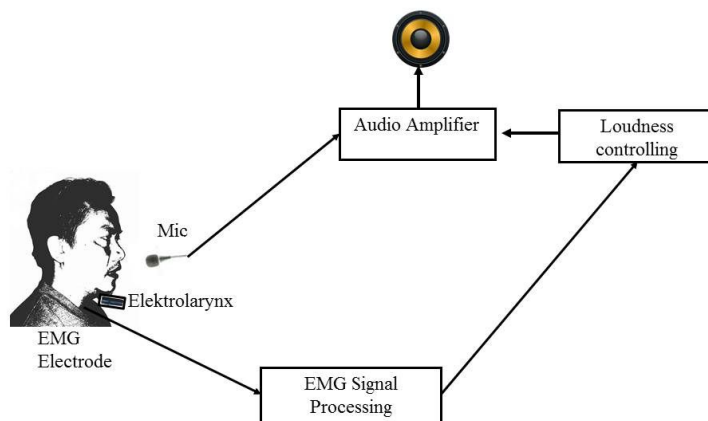 Audio Amplifier
Loudness
controlling
Mic
Elektrolarynx
EMG
Electrode
EMG Signal
Processing